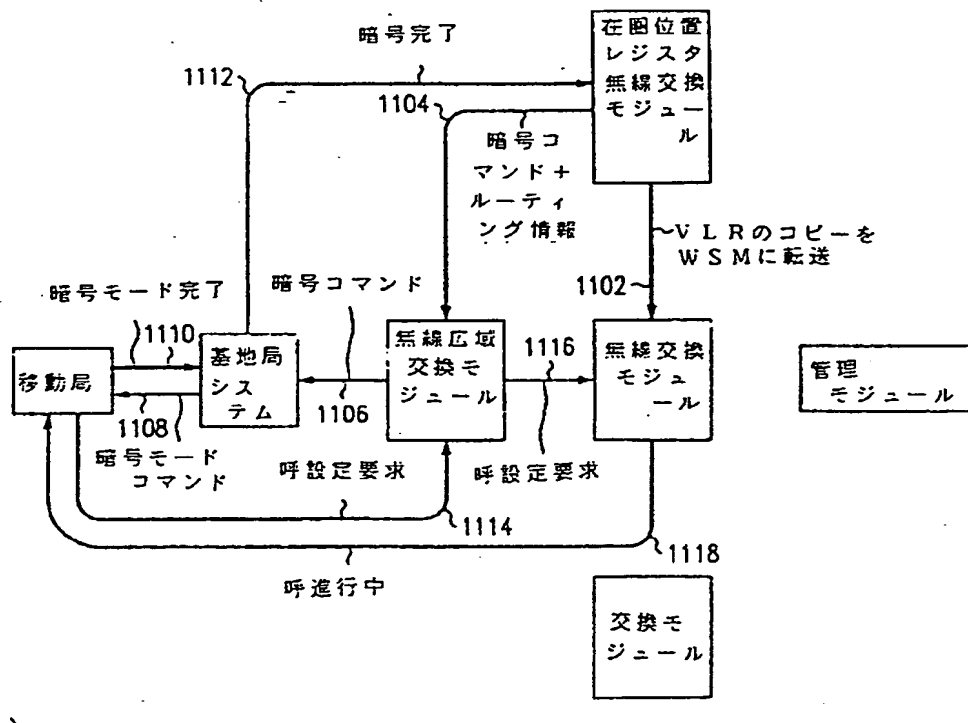 暗号完了
1112
在圏位置
レジスタ
無線交換
モジュー
ル
1104
暗号コ
マンド+
ルーティ
ング情報
VLRのコピーを
WSMに転送
1102
暗号モード完了
1110
暗号コマンド
移動局
基地局
システム
1108
暗号モード
コマンド
1106
無線広域
交換モ
ジュール
1116
無線交換
モジュ
ール
管理
モジュール
呼設定要求
呼設定要求
1114
1118
呼進行中
交換モ
ジュール